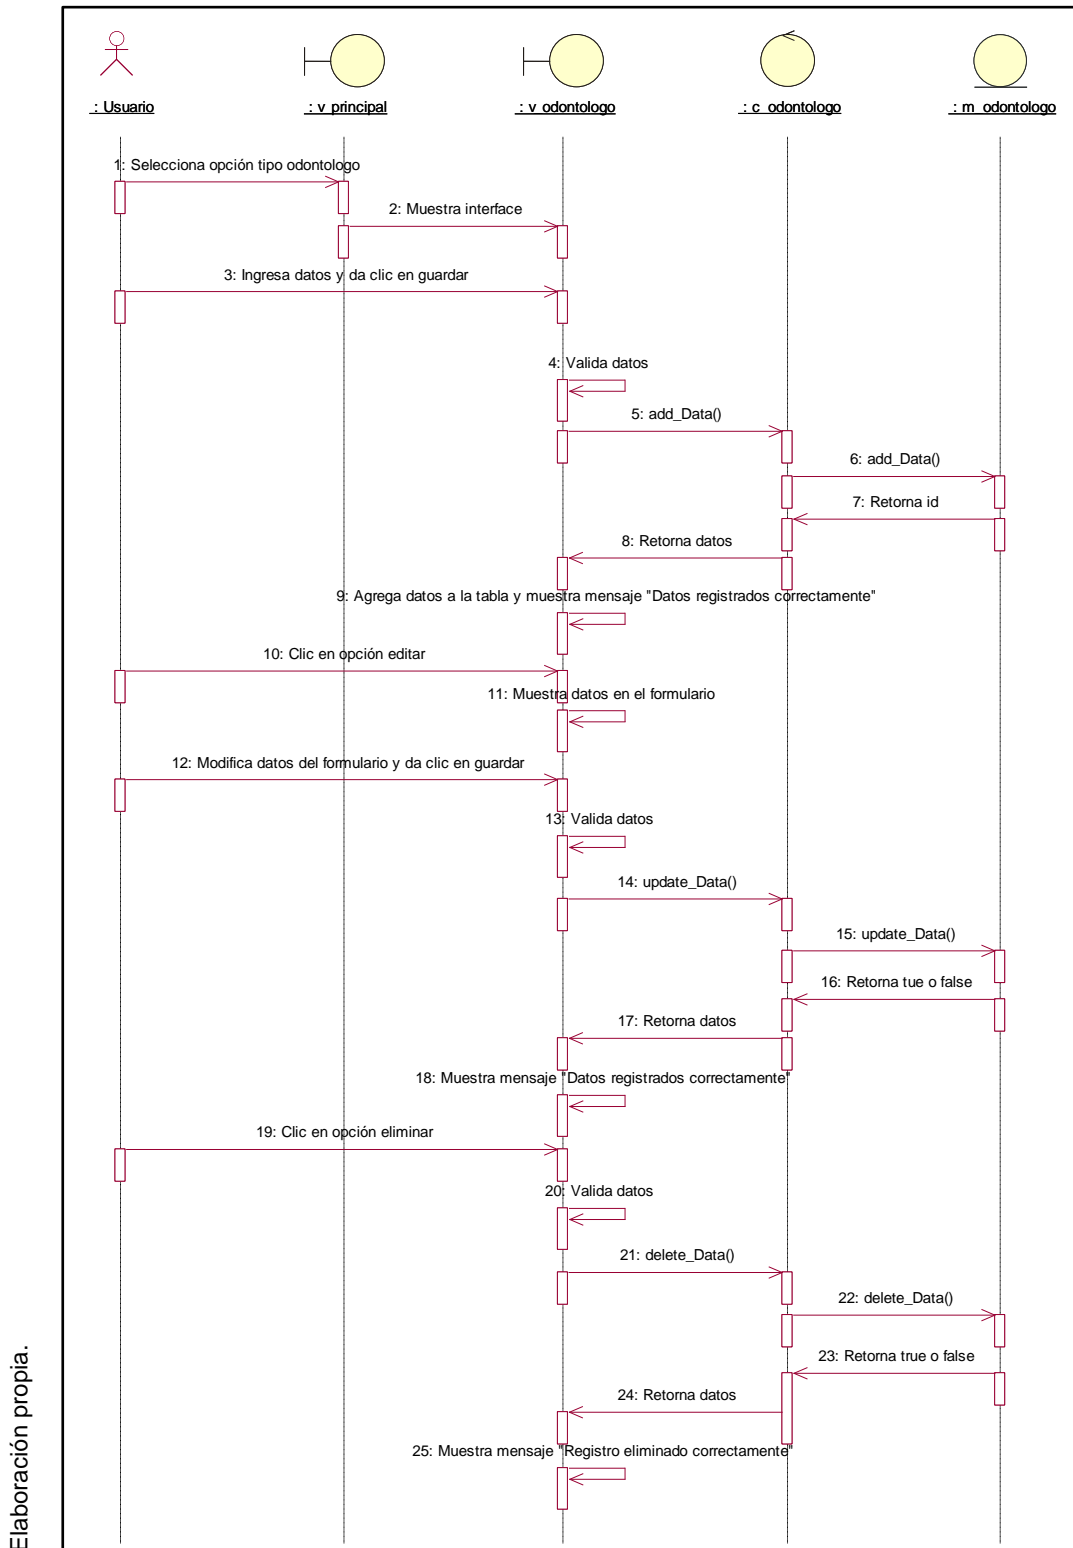 : Usuario
: v principal
: v odontologo
: c_odontologo
: m_odontologo
1: Selecciona opción tipo odontologo
2: Muestra interface
3: Ingresa datos y da clic en guardar
4: Valida datos
5: add_Data()
6: add_Data()
7: Retorna id
8: Retorna datos
9: Agrega datos a la tabla y muestra mensaje "Datos registrados correctamente"
10: Clic en opción editar
11: Muestra datos en el formulario
12: Modifica datos del formulario y da clic en guardar
13: Valida datos
14: update_Data()
15: update_Data()
16: Retorna tue o false
17: Retorna datos
18: Muestra mensaje "Datos registrados correctamente"
19: Clic en opción eliminar
20: Valida datos
21: delete_Data()
22: delete_Data()
23: Retorna true o false
24: Retorna datos
25: Muestra mensaje "Registro eliminado correctamente"
Elaboración propia.